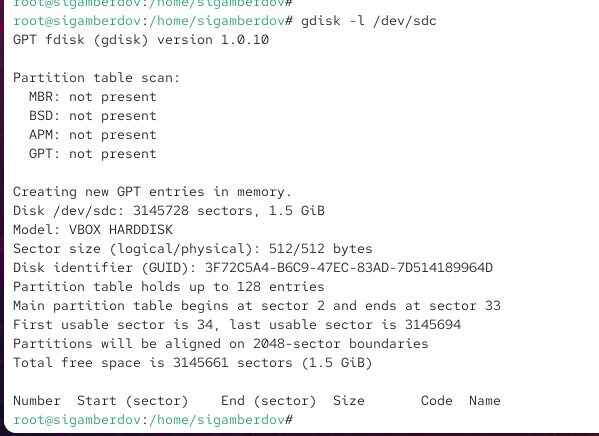 root@sigamberdov:/home/sigamberdov#
root@sigamberdov:/home/sigamberdov# gdisk -l /dev/sdc
GPT fdisk (gdisk) version 1.0.10
Partition table scan:
  MBR: not present
  BSD: not present
  APM: not present
  GPT: not present
Creating new GPT entries in memory.
Disk /dev/sdc: 3145728 sectors, 1.5 GiB
Model: VBOX HARDDISK
Sector size (logical/physical): 512/512 bytes
Disk identifier (GUID): 3F72C5A4-B6C9-47EC-83AD-7D514189964D
Partition table holds up to 128 entries
Main partition table begins at sector 2 and ends at sector 33
First usable sector is 34, last usable sector is 3145694
Partitions will be aligned on 2048-sector boundaries
Total free space is 3145661 sectors (1.5 GiB)
Number  Start (sector)    End (sector)  Size       Code  Name
root@sigamberdov:/home/sigamberdov#